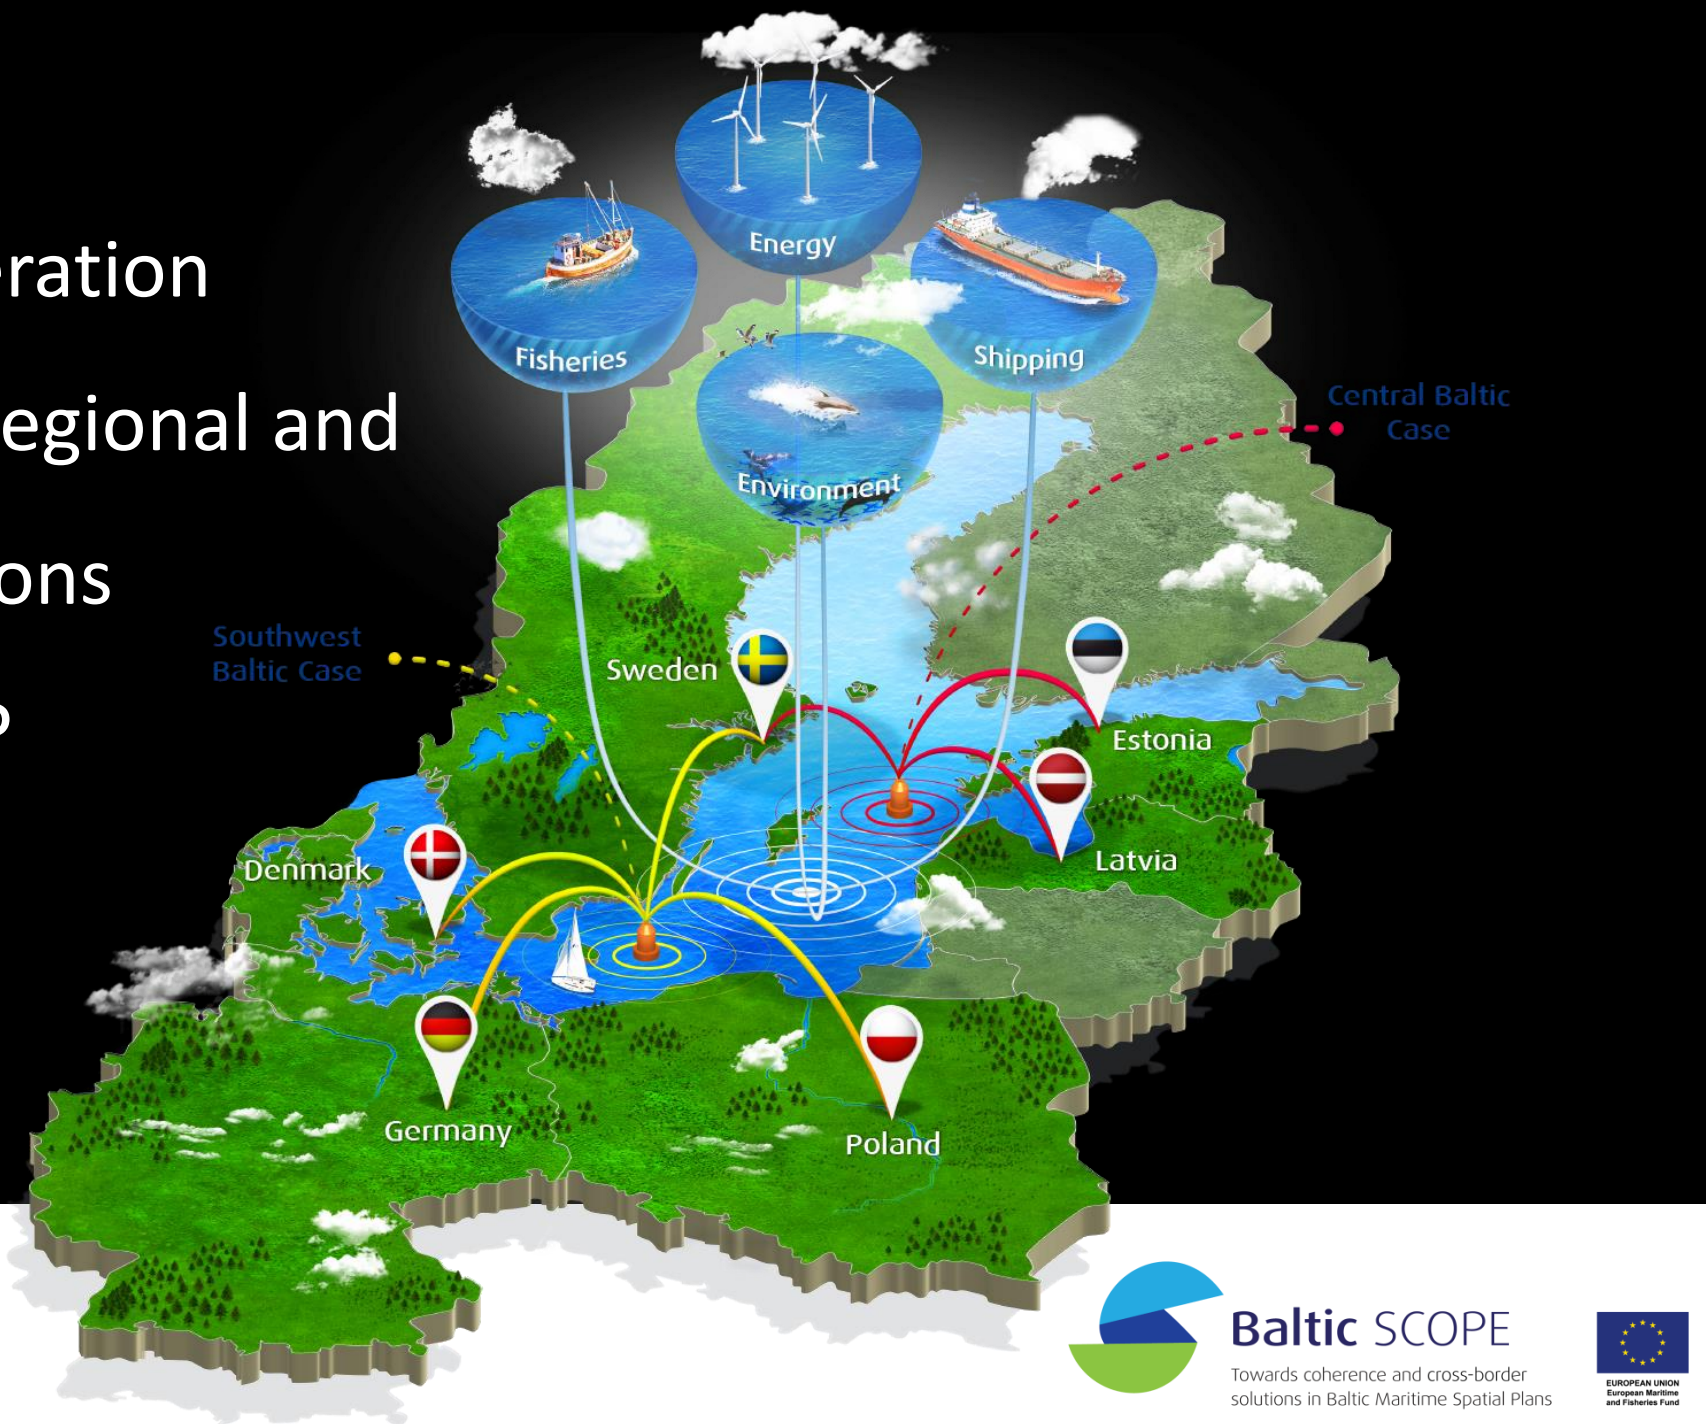 Energy
eration
Fisheries
Shipping
egional and
Central Baltic
Case
Environment
ons
Southwest
Baltic Case
Sweden
Estonia
Denmark
Latvia
Germany
Poland
Baltic SCOPE
Towards coherence and cross-border
solutions in Baltic Maritime Spatial Plans
EUROPEAN UNION
European Maritime
and Fisheries Fund